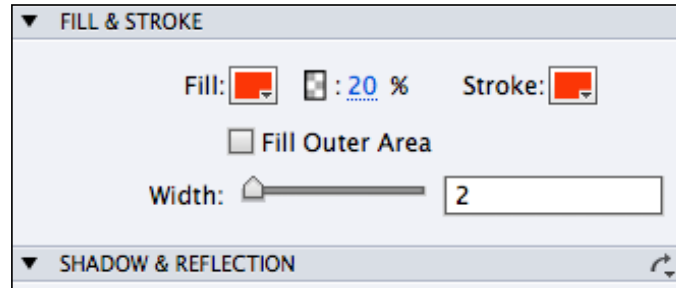 FILL & STROKE
Fill: : 20 % Stroke:
Fill Outer Area
Width: 2
SHADOW & REFLECTION